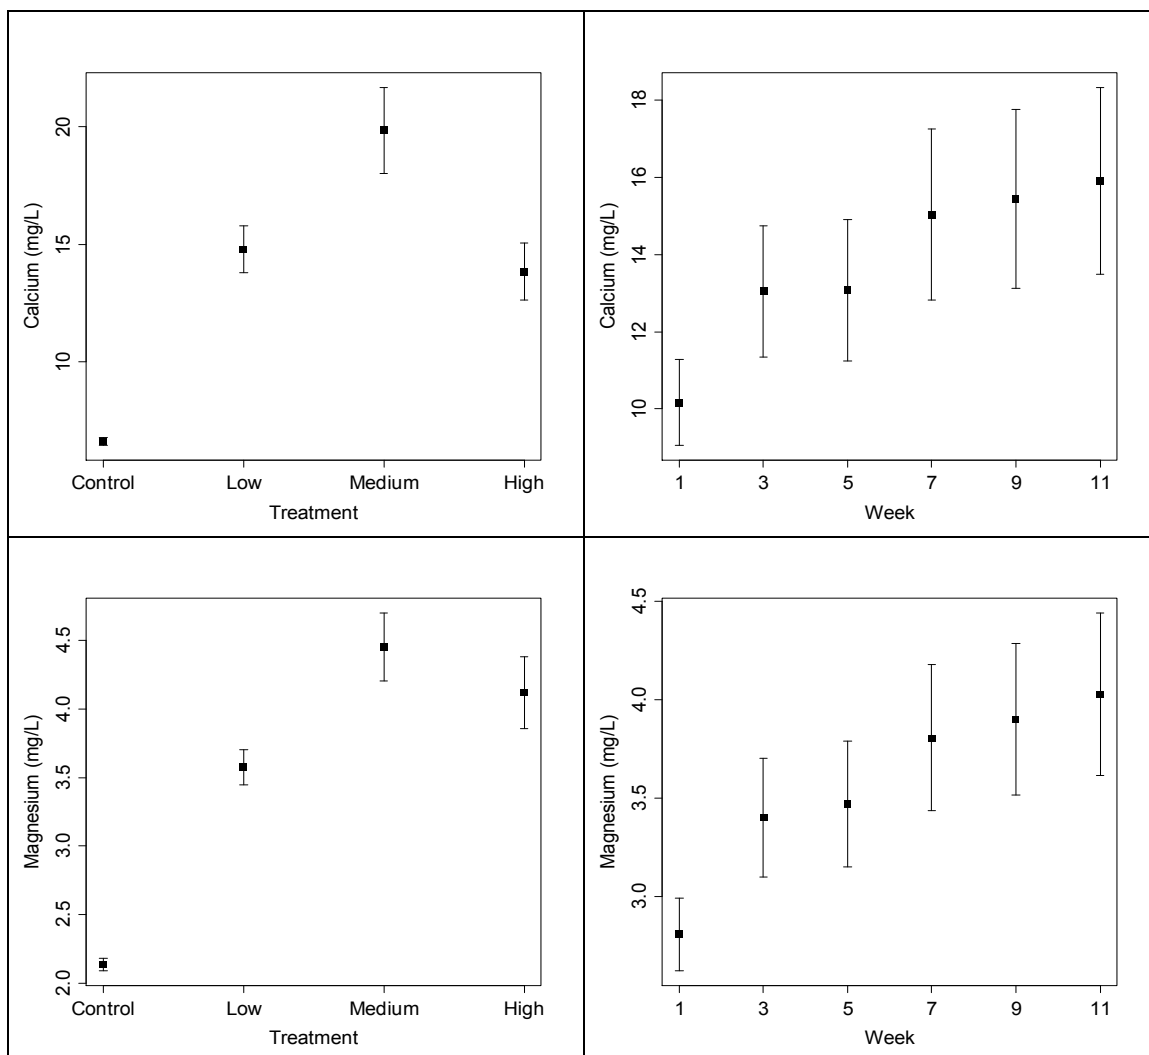 Calcium (mg/L)
20
15
10
Control Low Medium High
Treatment
Calcium (mg/L)
18
16
14
12
10
1 3 5 7 9 11
Week
Magnesium (mg/L)
4.5
4.0
3.5
3.0
2.5
2.0
Control Low Medium High
Treatment
Magnesium (mg/L)
4.5
4.0
3.5
3.0
1 3 5 7 9 11
Week